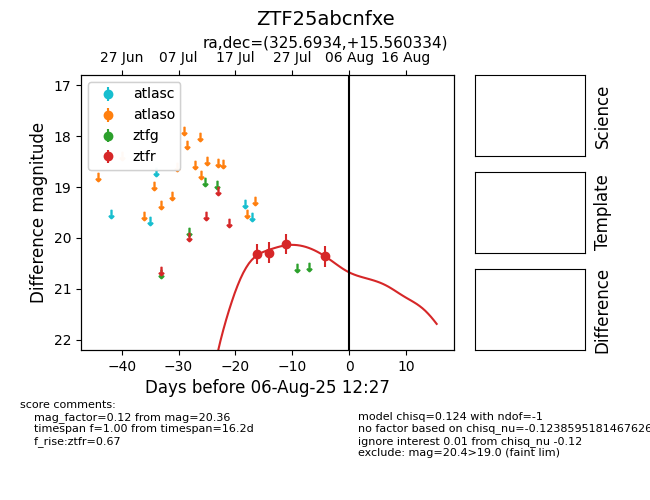 ZTF25abcnfxe
ra,dec=(325.6934,+15.560334)
27 Jun 07 Jul 17 Jul 27 Jul 06 Aug 16 Aug
17
18
19
20
21
22
Difference magnitude
atlasc
atlaso
ztfg
ztfr
−40 −30 −20 −10 0 10
Days before 06-Aug-25 12:27
Science
Template
Difference
score comments:
mag_factor=0.12 from mag=20.36
timespan f=1.00 from timespan=16.2d
f_rise:ztfr=0.67
model chisq=0.124 with ndof=-1
no factor based on chisq_nu=-0.1238595181467626
ignore interest 0.01 from chisq_nu -0.12
exclude: mag=20.4>19.0 (faint lim)